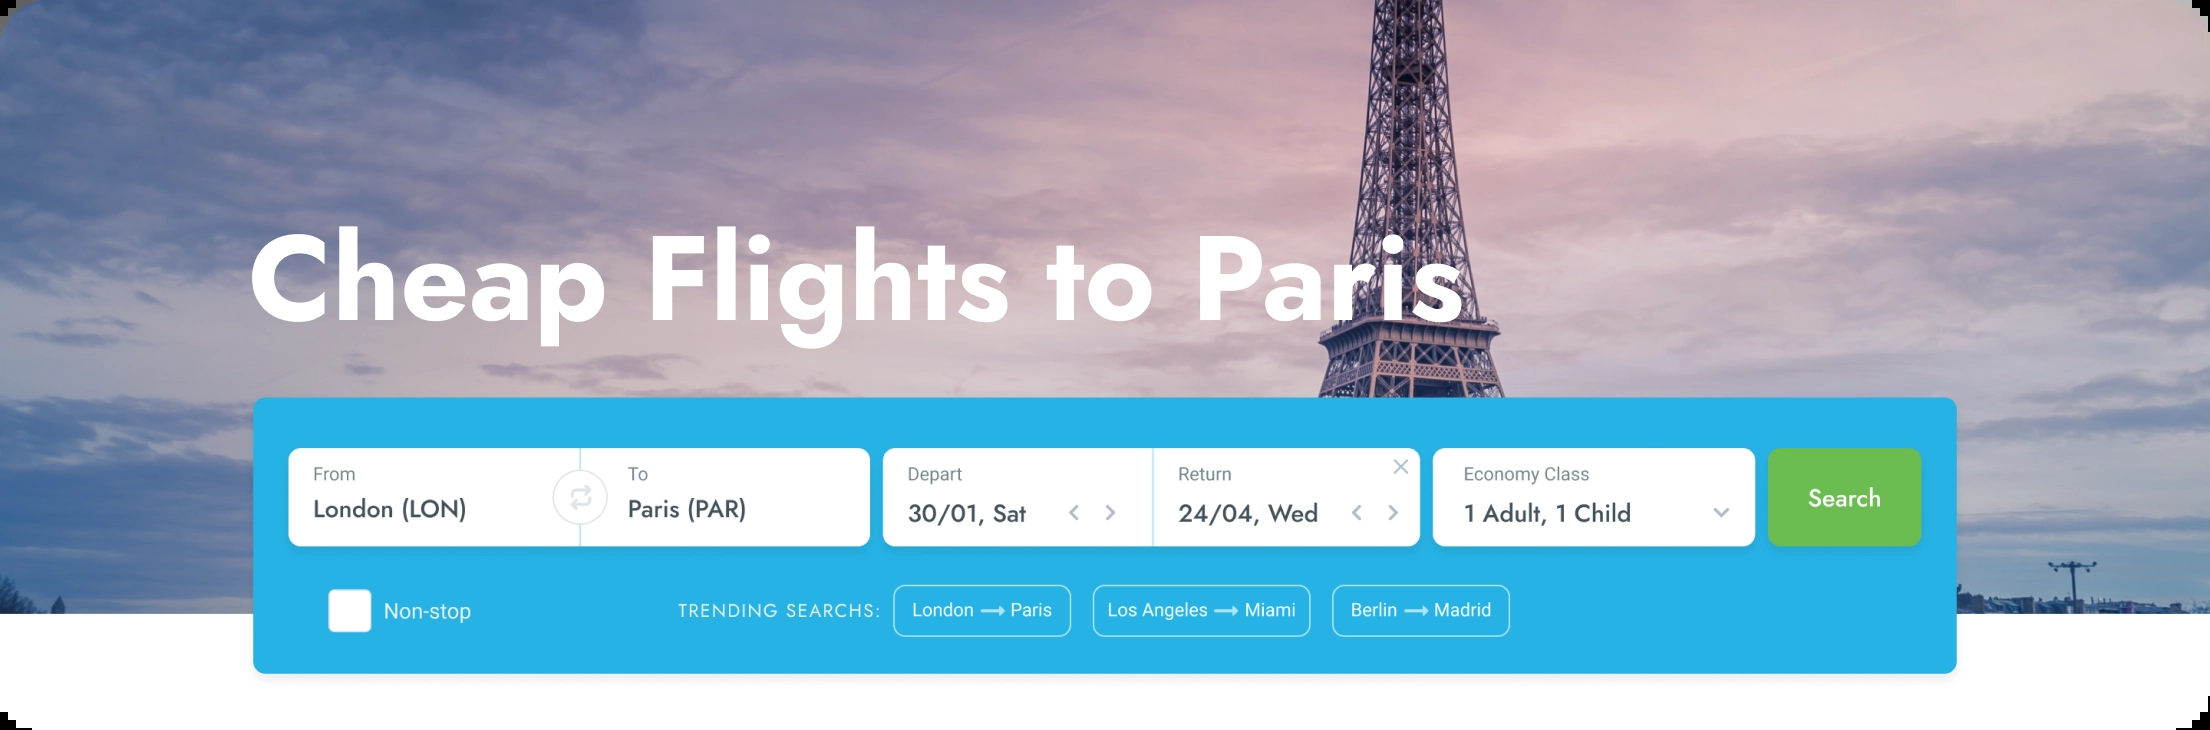 Cheap Flights to Paris
From
London (LON)
To
Paris (PAR)
Depart
30/01, Sat
Return
24/04, Wed
Economy Class
1 Adult, 1 Child
Search
Non-stop
TRENDING SEARCHS:
London → Paris
Los Angeles → Miami
Berlin → Madrid